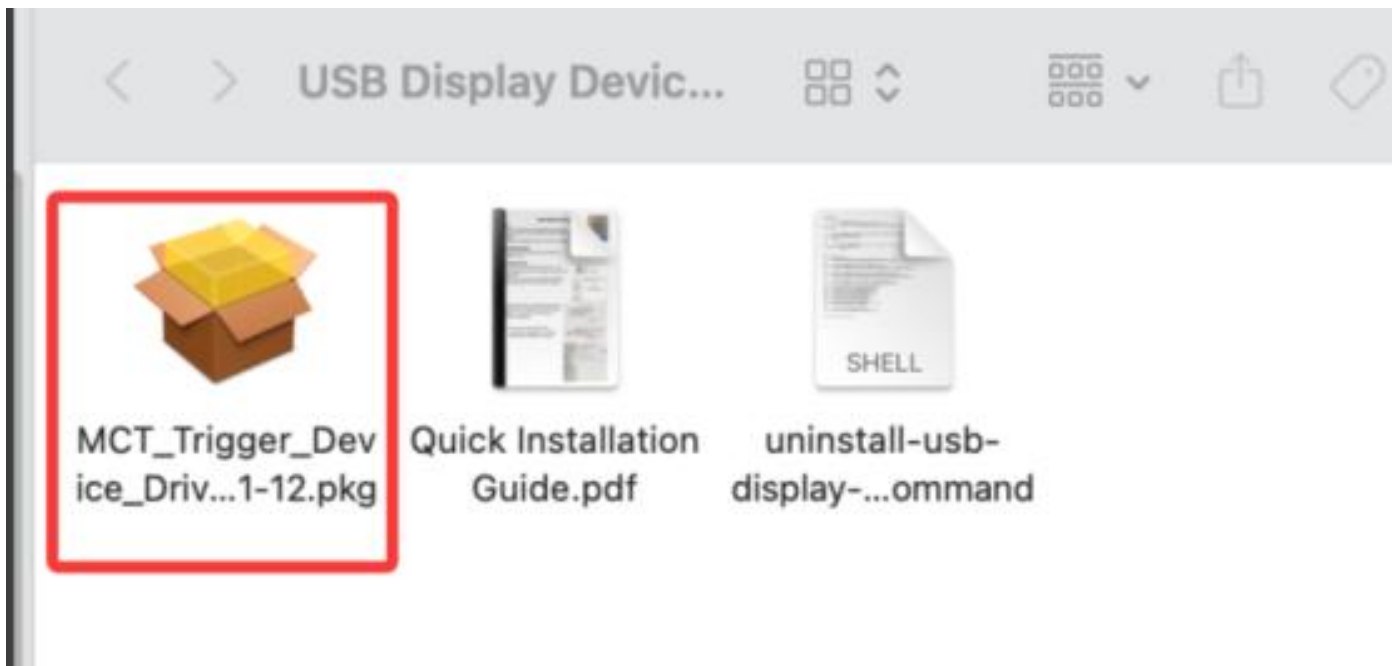 USB Display Devic...
SHELL
MCT_Trigger_Dev
ice_Driv...1-12.pkg
Quick Installation
Guide.pdf
uninstall-usb-
display-...ommand